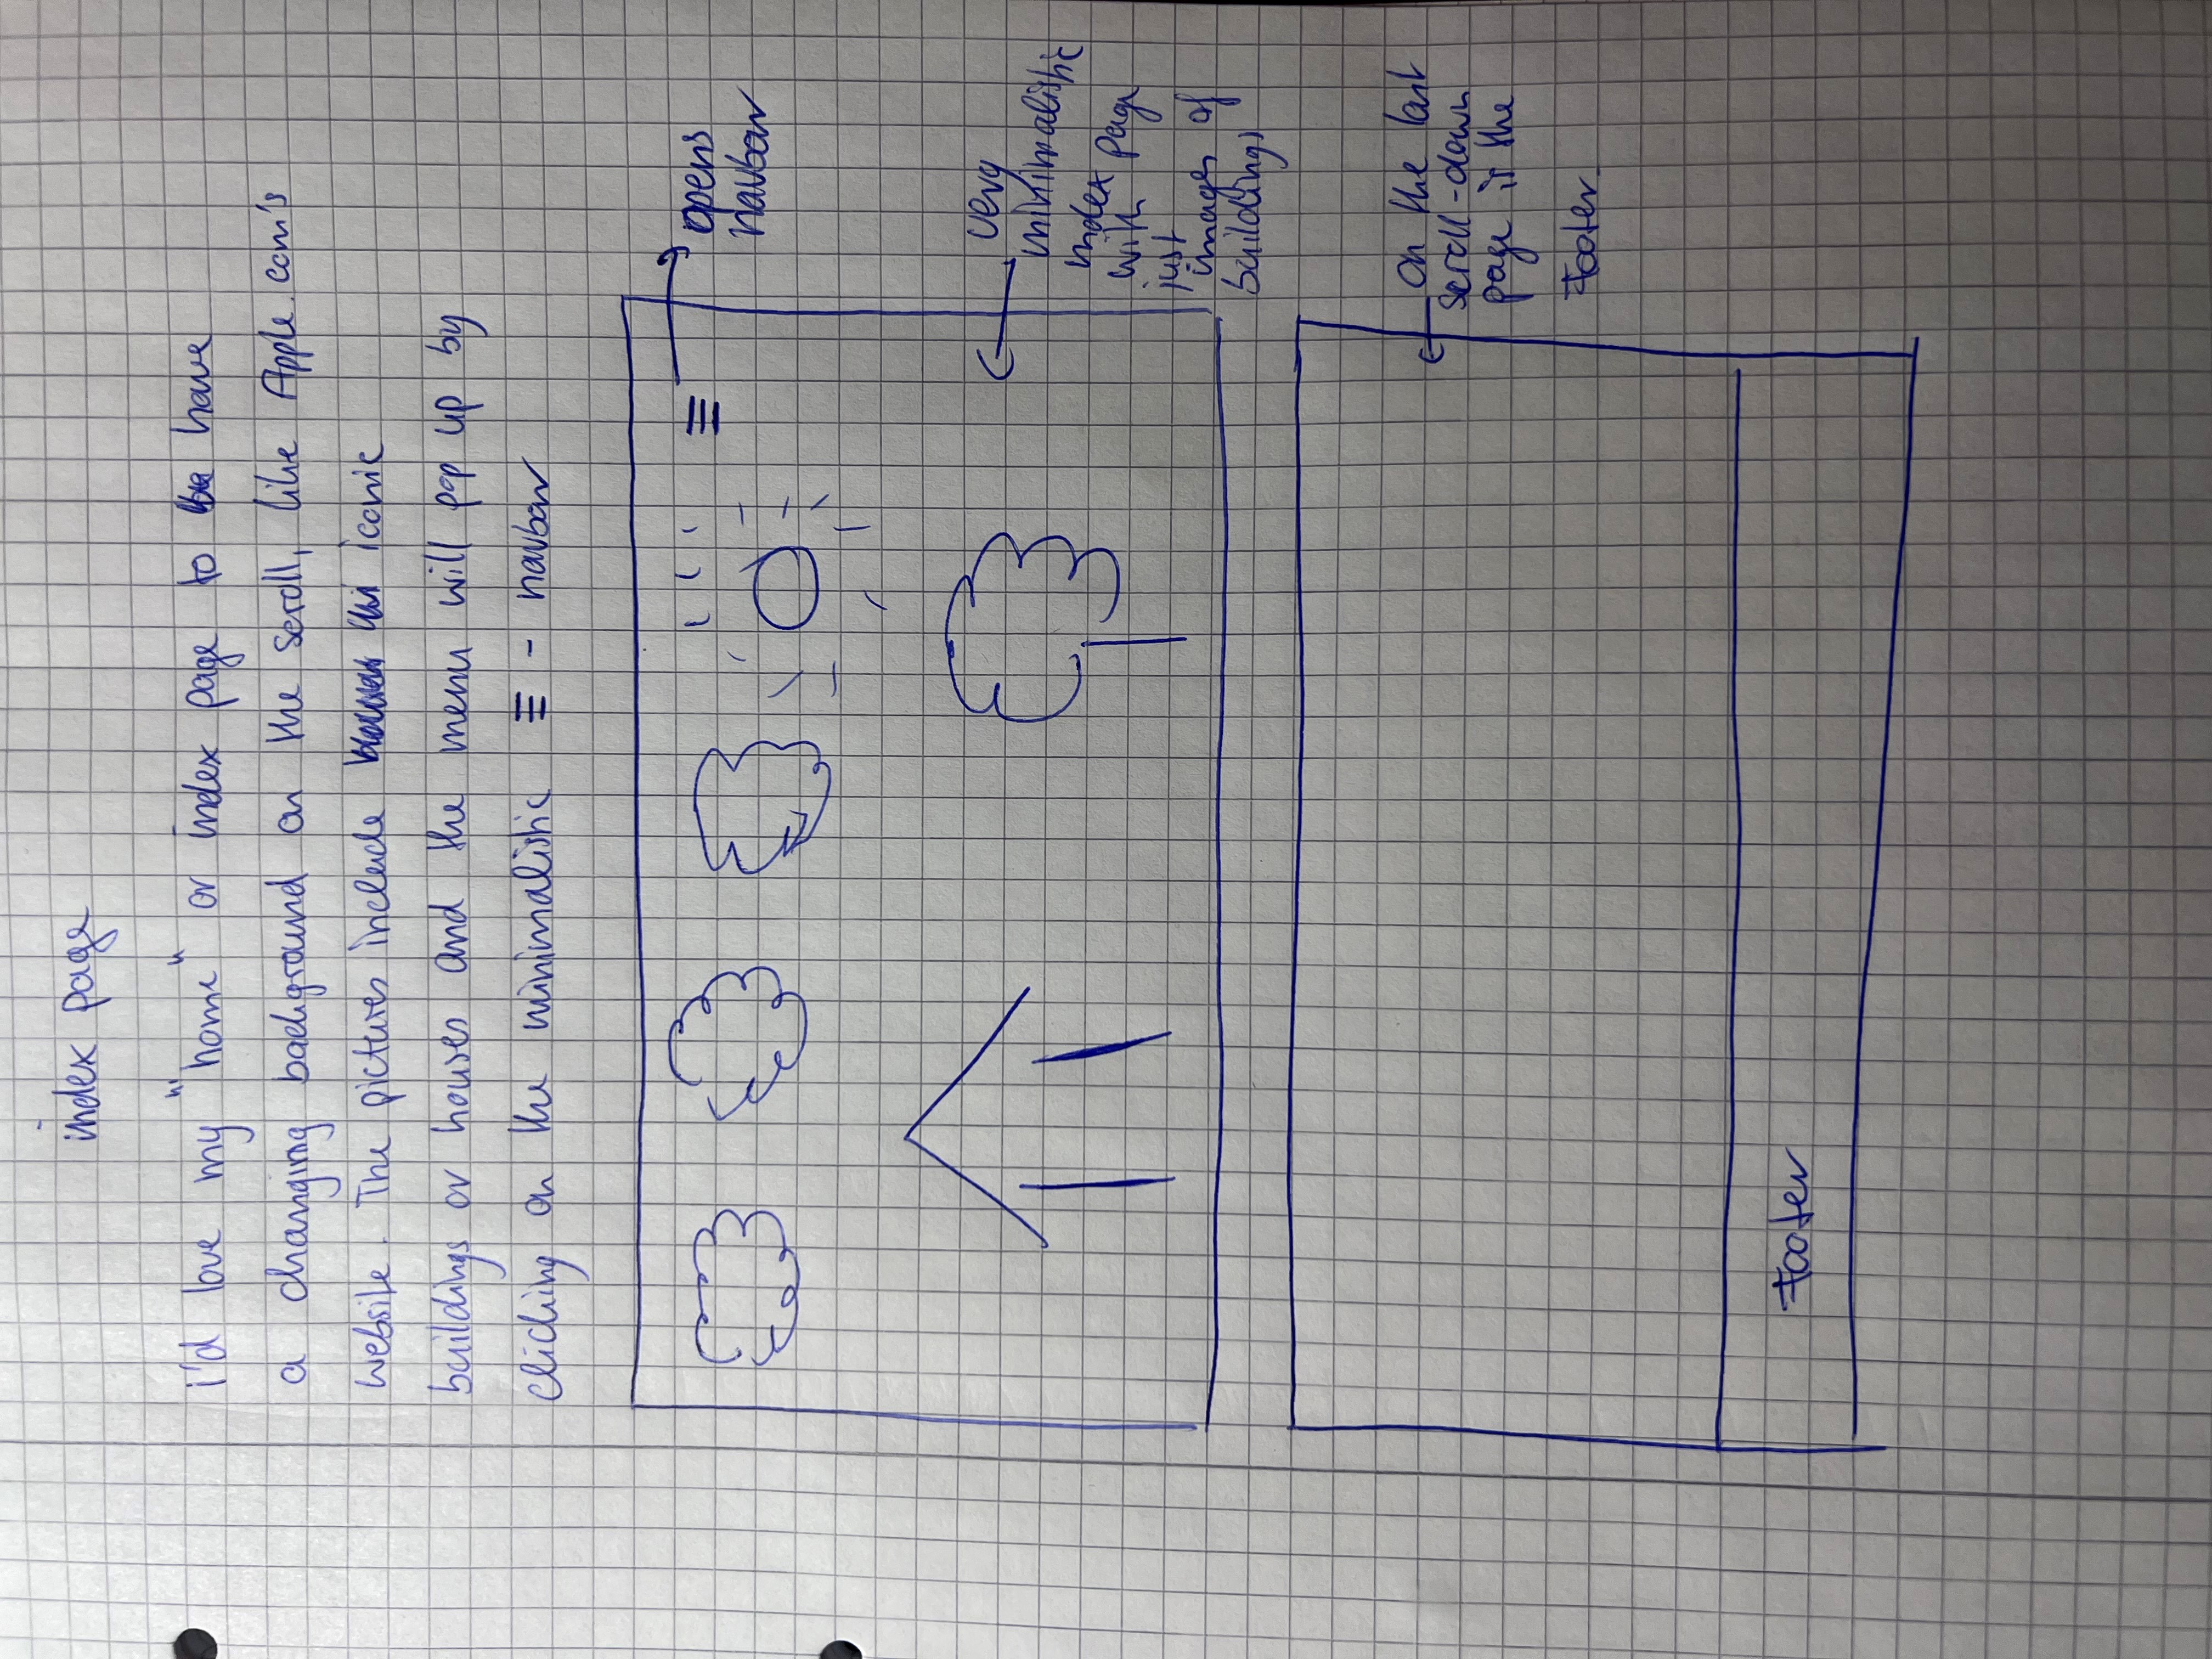 index page
i'd love my "home" or index page to have
a changing background on the scroll, like Apple.com's
website. The pictures include iconic
buildings or houses and the menu will pop up by
clicking on the minimalistic ≡ - navbar
≡
opens
navbar
very
minimalistic
index page
with
just
images of
buildings
on the last
scroll-down
page is the
footer
footer